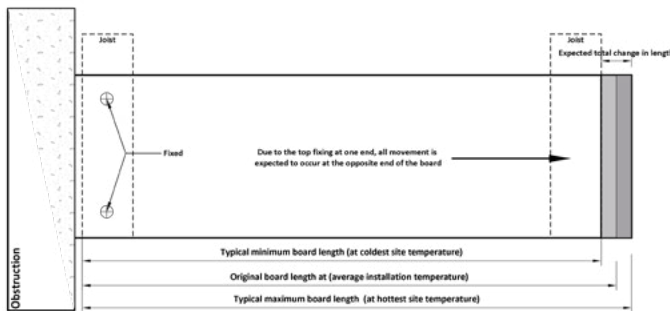 Joist
Joist
Expected total change in length
Fixed
Due to the top fixing at one end, all movement is
expected to occur at the opposite end of the board
Typical minimum board length (at coldest site temperature)
Original board length at (average installation temperature)
Typical maximum board length (at hottest site temperature)
Obstruction